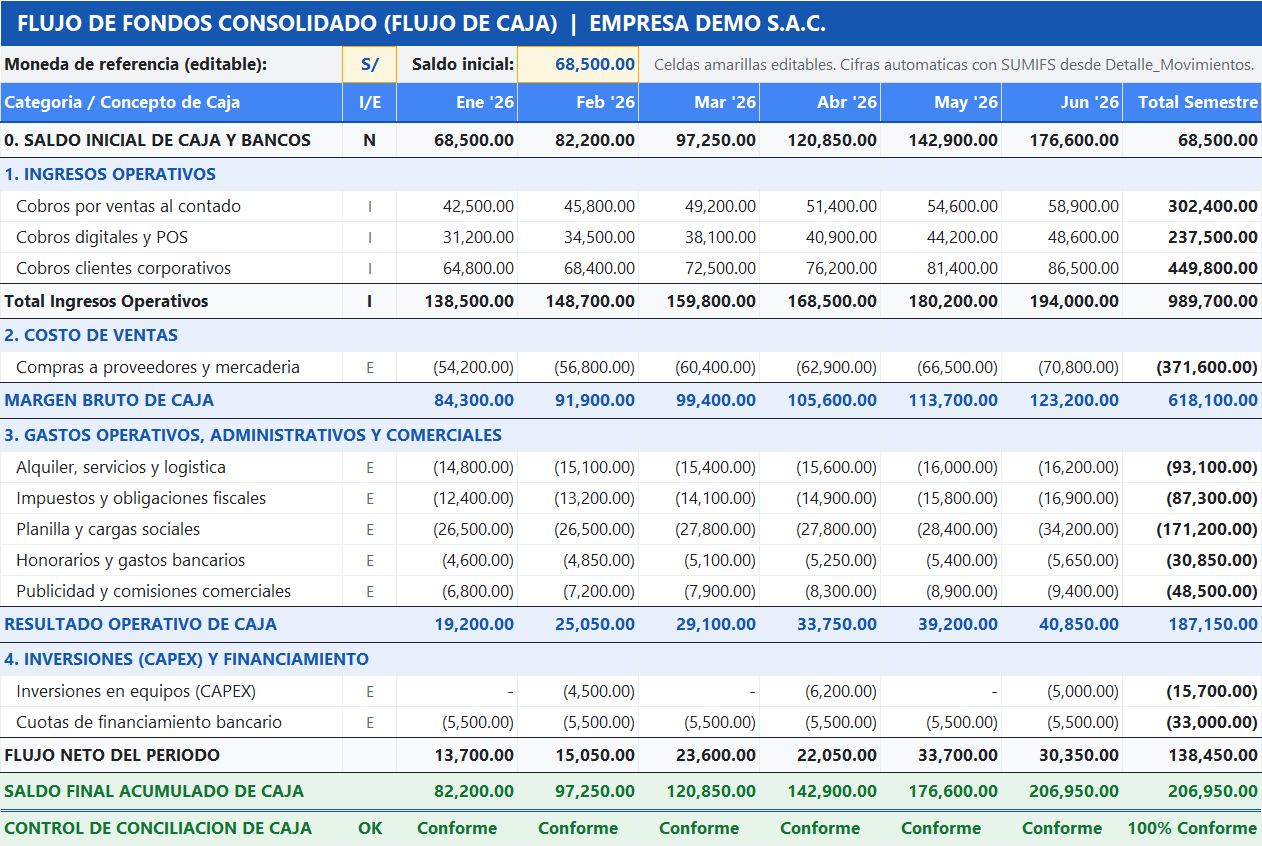 FLUJO DE FONDOS CONSOLIDADO (FLUJO DE CAJA) | EMPRESA DEMO S.A.C.
Moneda de referencia (editable): S/ Saldo inicial: 68,500.00 Celdas amarillas editables. Cifras automaticas con SUMIFS desde Detalle_Movimientos.
Categoria / Concepto de Caja I/E Ene '26 Feb '26 Mar '26 Abr '26 May '26 Jun '26 Total Semestre
0. SALDO INICIAL DE CAJA Y BANCOS N 68,500.00 82,200.00 97,250.00 120,850.00 142,900.00 176,600.00 68,500.00
1. INGRESOS OPERATIVOS
Cobros por ventas al contado I 42,500.00 45,800.00 49,200.00 51,400.00 54,600.00 58,900.00 302,400.00
Cobros digitales y POS I 31,200.00 34,500.00 38,100.00 40,900.00 44,200.00 48,600.00 237,500.00
Cobros clientes corporativos I 64,800.00 68,400.00 72,500.00 76,200.00 81,400.00 86,500.00 449,800.00
Total Ingresos Operativos I 138,500.00 148,700.00 159,800.00 168,500.00 180,200.00 194,000.00 989,700.00
2. COSTO DE VENTAS
Compras a proveedores y mercaderia E (54,200.00) (56,800.00) (60,400.00) (62,900.00) (66,500.00) (70,800.00) (371,600.00)
MARGEN BRUTO DE CAJA 84,300.00 91,900.00 99,400.00 105,600.00 113,700.00 123,200.00 618,100.00
3. GASTOS OPERATIVOS, ADMINISTRATIVOS Y COMERCIALES
Alquiler, servicios y logistica E (14,800.00) (15,100.00) (15,400.00) (15,600.00) (16,000.00) (16,200.00) (93,100.00)
Impuestos y obligaciones fiscales E (12,400.00) (13,200.00) (14,100.00) (14,900.00) (15,800.00) (16,900.00) (87,300.00)
Planilla y cargas sociales E (26,500.00) (26,500.00) (27,800.00) (27,800.00) (28,400.00) (34,200.00) (171,200.00)
Honorarios y gastos bancarios E (4,600.00) (4,850.00) (5,100.00) (5,250.00) (5,400.00) (5,650.00) (30,850.00)
Publicidad y comisiones comerciales E (6,800.00) (7,200.00) (7,900.00) (8,300.00) (8,900.00) (9,400.00) (48,500.00)
RESULTADO OPERATIVO DE CAJA 19,200.00 25,050.00 29,100.00 33,750.00 39,200.00 40,850.00 187,150.00
4. INVERSIONES (CAPEX) Y FINANCIAMIENTO
Inversiones en equipos (CAPEX) E - (4,500.00) - (6,200.00) - (5,000.00) (15,700.00)
Cuotas de financiamiento bancario E (5,500.00) (5,500.00) (5,500.00) (5,500.00) (5,500.00) (5,500.00) (33,000.00)
FLUJO NETO DEL PERIODO 13,700.00 15,050.00 23,600.00 22,050.00 33,700.00 30,350.00 138,450.00
SALDO FINAL ACUMULADO DE CAJA 82,200.00 97,250.00 120,850.00 142,900.00 176,600.00 206,950.00 206,950.00
CONTROL DE CONCILIACION DE CAJA OK Conforme Conforme Conforme Conforme Conforme Conforme 100% Conforme